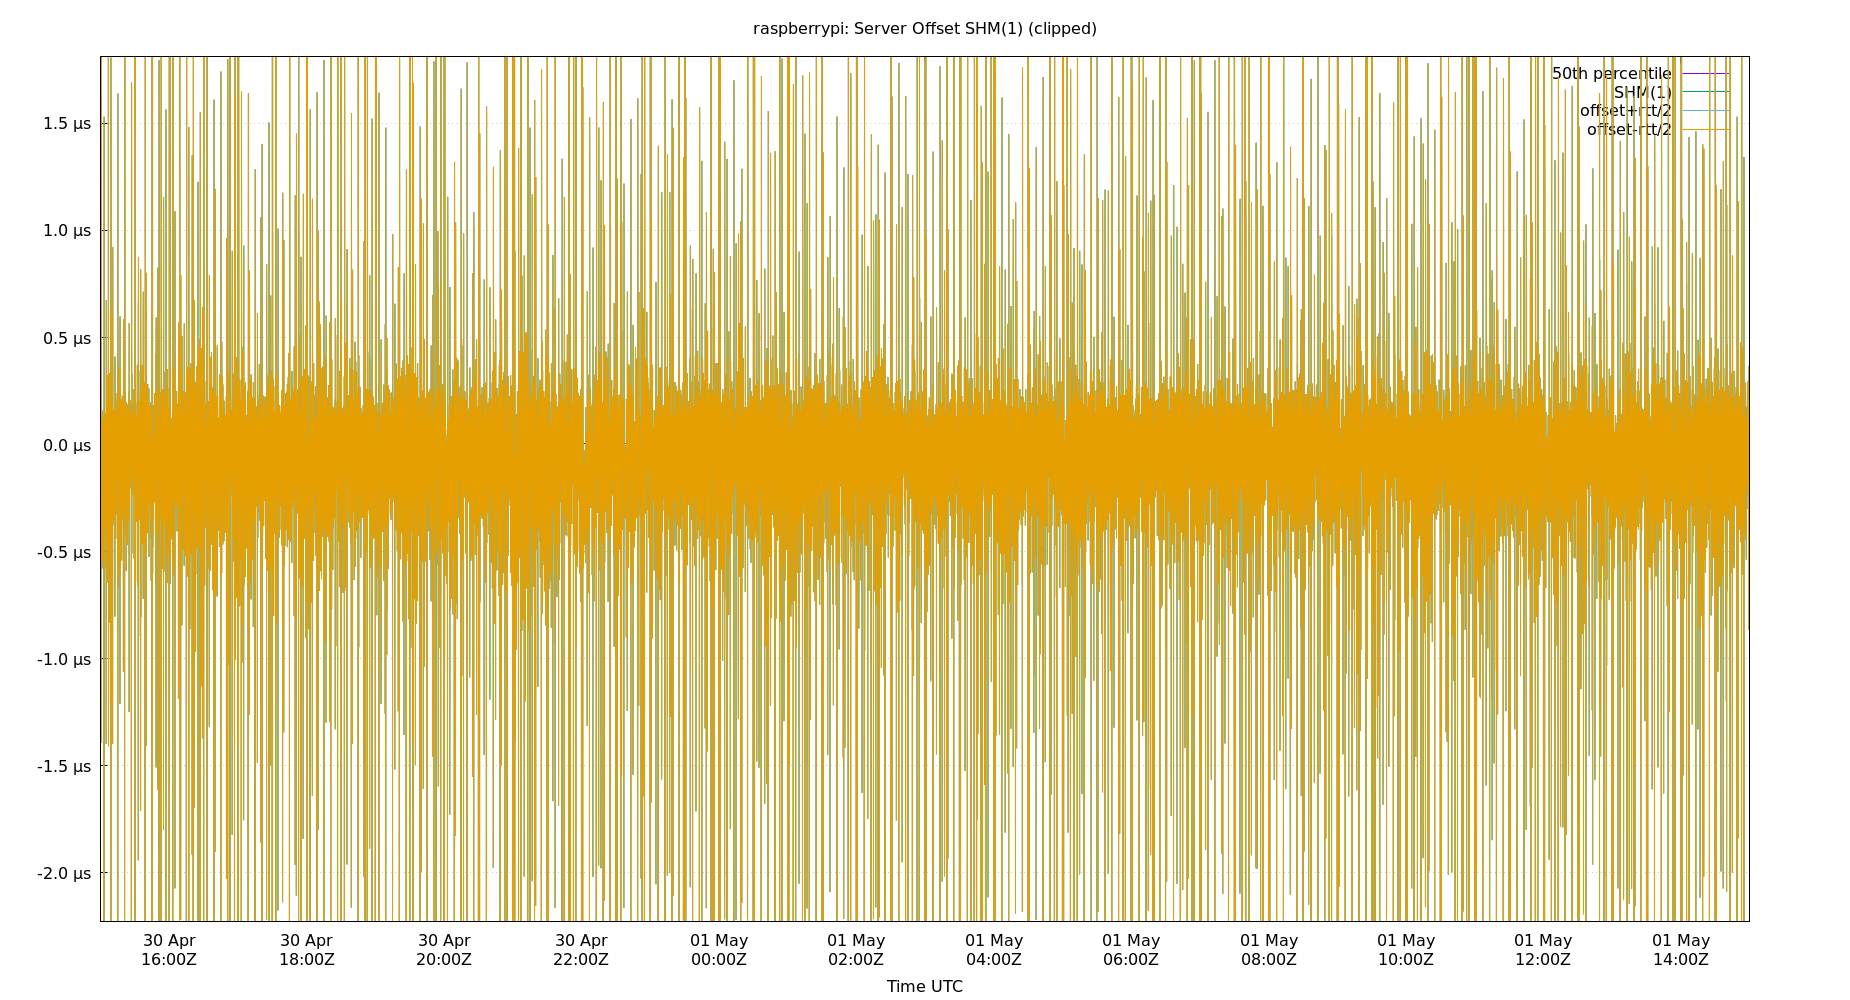 raspberrypi: Server Offset SHM(1) (clipped)
50th percentile
SHM(1)
offset+rtt/2
offset-rtt/2
1.5 µs
1.0 µs
0.5 µs
0.0 µs
-0.5 µs
-1.0 µs
-1.5 µs
-2.0 µs
30 Apr 30 Apr 30 Apr 30 Apr 01 May 01 May 01 May 01 May 01 May 01 May 01 May 01 May
16:00Z 18:00Z 20:00Z 22:00Z 00:00Z 02:00Z 04:00Z 06:00Z 08:00Z 10:00Z 12:00Z 14:00Z
Time UTC